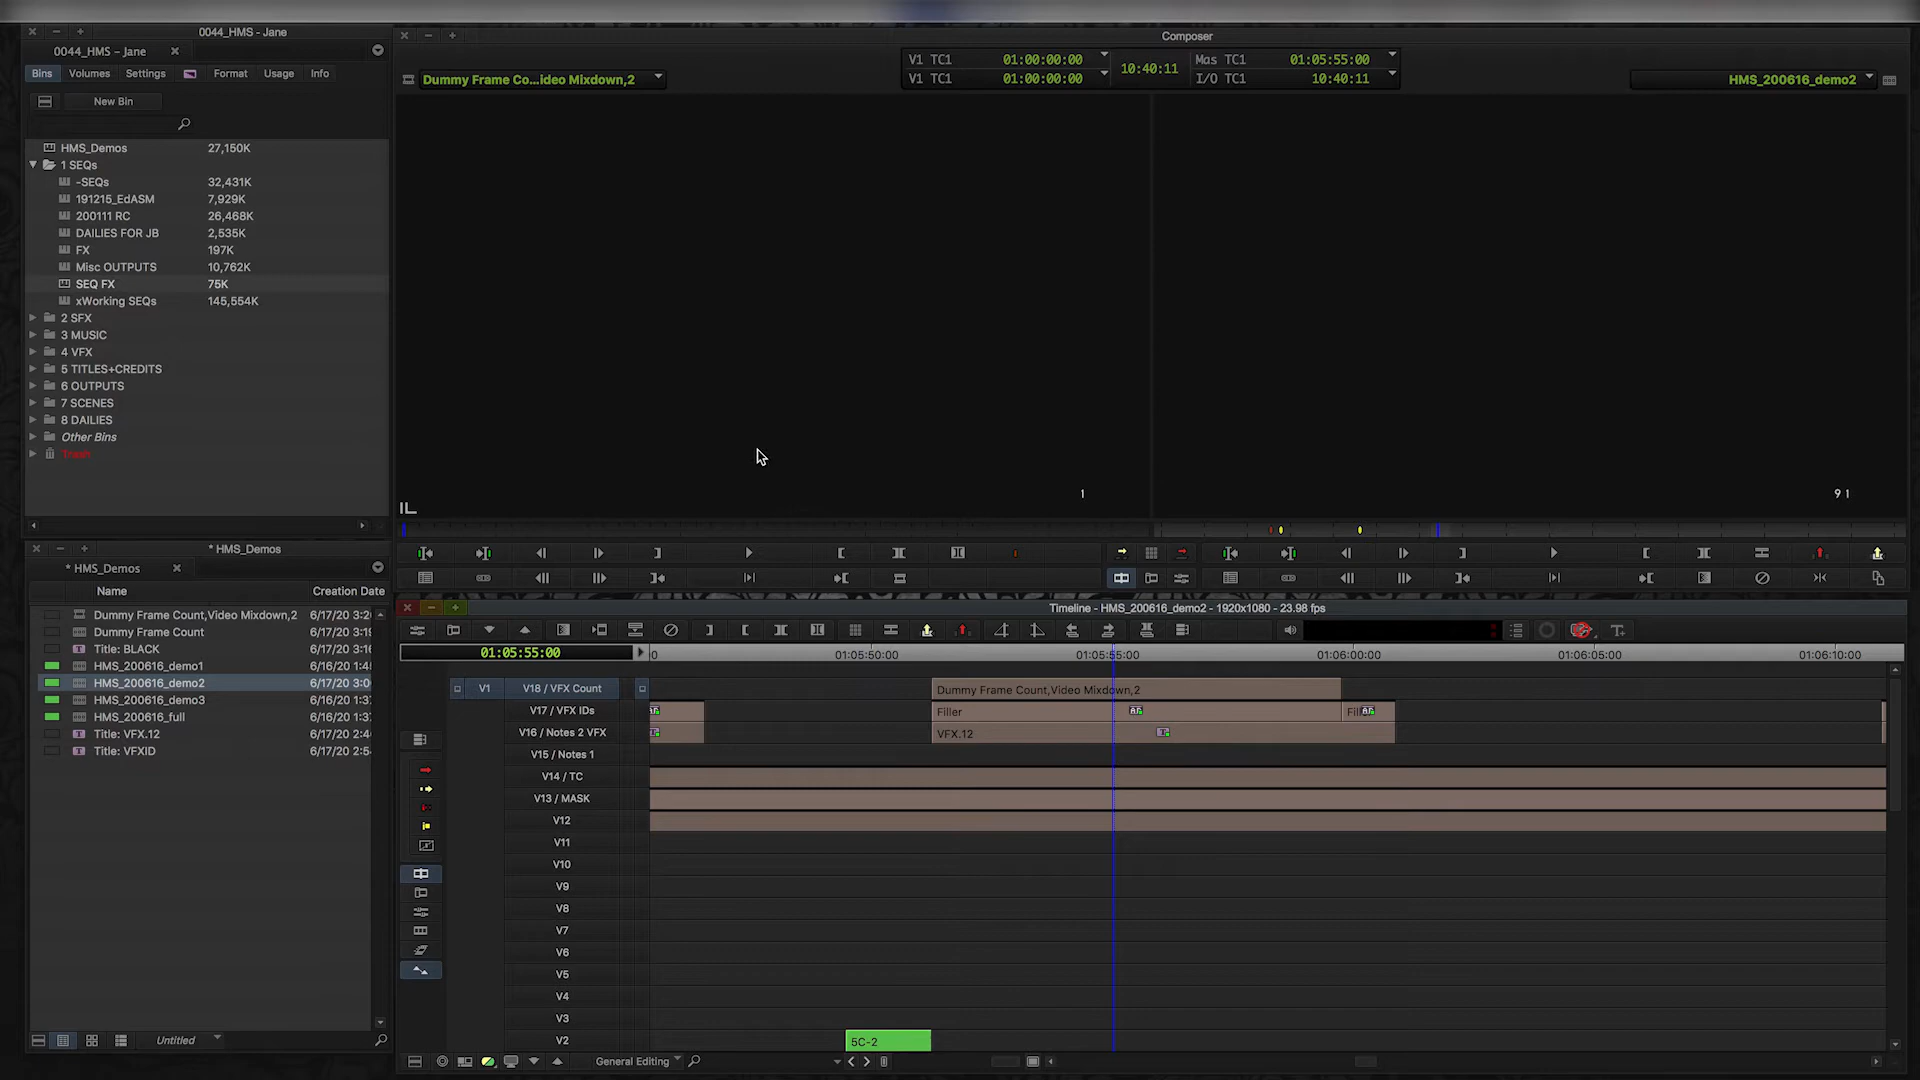 0044_HMS - Jane
0044_HMS – Jane
Bins Volumes Settings Format Usage Info
New Bin
HMS_Demos 27,150K
1 SEQs
-SEQs 32,431K
191215_EdASM 7,929K
200111 RC 26,468K
DAILIES FOR JB 2,535K
FX 197K
Misc OUTPUTS 10,762K
SEQ FX 75K
xWorking SEQs 145,554K
2 SFX
3 MUSIC
4 VFX
5 TITLES+CREDITS
6 OUTPUTS
7 SCENES
8 DAILIES
Other Bins
Trash
* HMS_Demos
* HMS_Demos
Name Creation Date
Dummy Frame Count,Video Mixdown,2 6/17/20 3:2
Dummy Frame Count 6/17/20 3:19
Title: BLACK 6/17/20 3:16
HMS_200616_demo1 6/16/20 1:4
HMS_200616_demo2 6/17/20 3:0
HMS_200616_demo3 6/16/20 1:37
HMS_200616_full 6/16/20 1:37
Title: VFX.12 6/17/20 2:4
Title: VFXID 6/17/20 2:5
Untitled
Composer
Dummy Frame Co...ideo Mixdown,2
V1 TC1 01:00:00:00
V1 TC1 01:00:00:00
10:40:11
Mas TC1 01:05:55:00
I/O TC1 10:40:11
HMS_200616_demo2
1
91
Timeline - HMS_200616_demo2 - 1920x1080 - 23.98 fps
01:05:55:00
0 01:05:50:00 01:05:55:00 01:06:00:00 01:06:05:00 01:06:10:00
V1 V18 / VFX Count Dummy Frame Count,Video Mixdown,2
V17 / VFX IDs Filler
V16 / Notes 2 VFX VFX.12
V15 / Notes 1
V14 / TC
V13 / MASK
V12
V11
V10
V9
V8
V7
V6
V5
V4
V3
V2 5C-2
General Editing